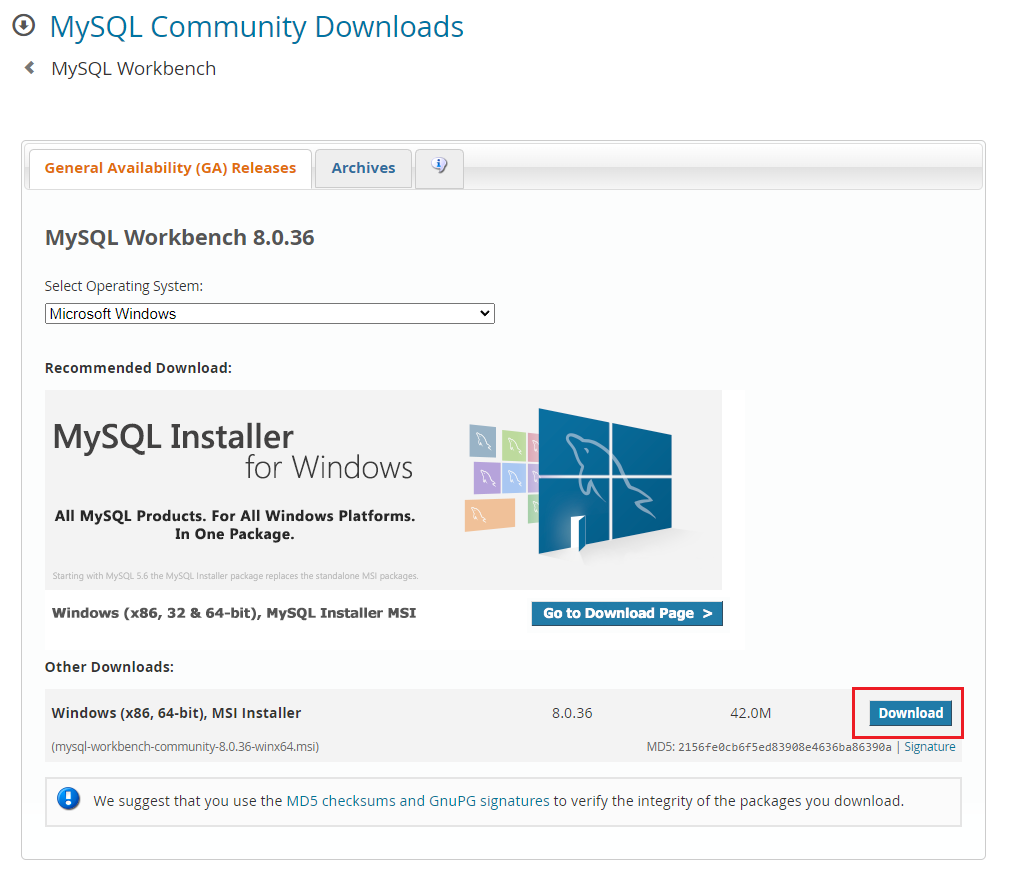 MySQL Community Downloads
MySQL Workbench
General Availability (GA) Releases
Archives
MySQL Workbench 8.0.36
Select Operating System:
Microsoft Windows
Recommended Download:
MySQL Installer
for Windows
All MySQL Products. For All Windows Platforms.
In One Package.
Starting with MySQL 5.6 the MySQL Installer package replaces the standalone MSI packages.
Windows (x86, 32 & 64-bit), MySQL Installer MSI
Go to Download Page >
Other Downloads:
Windows (x86, 64-bit), MSI Installer 8.0.36 42.0M Download
(mysql-workbench-community-8.0.36-winx64.msi) MD5: 2156fe0cb6f5ed83908e4636ba86390a | Signature
We suggest that you use the MD5 checksums and GnuPG signatures to verify the integrity of the packages you download.